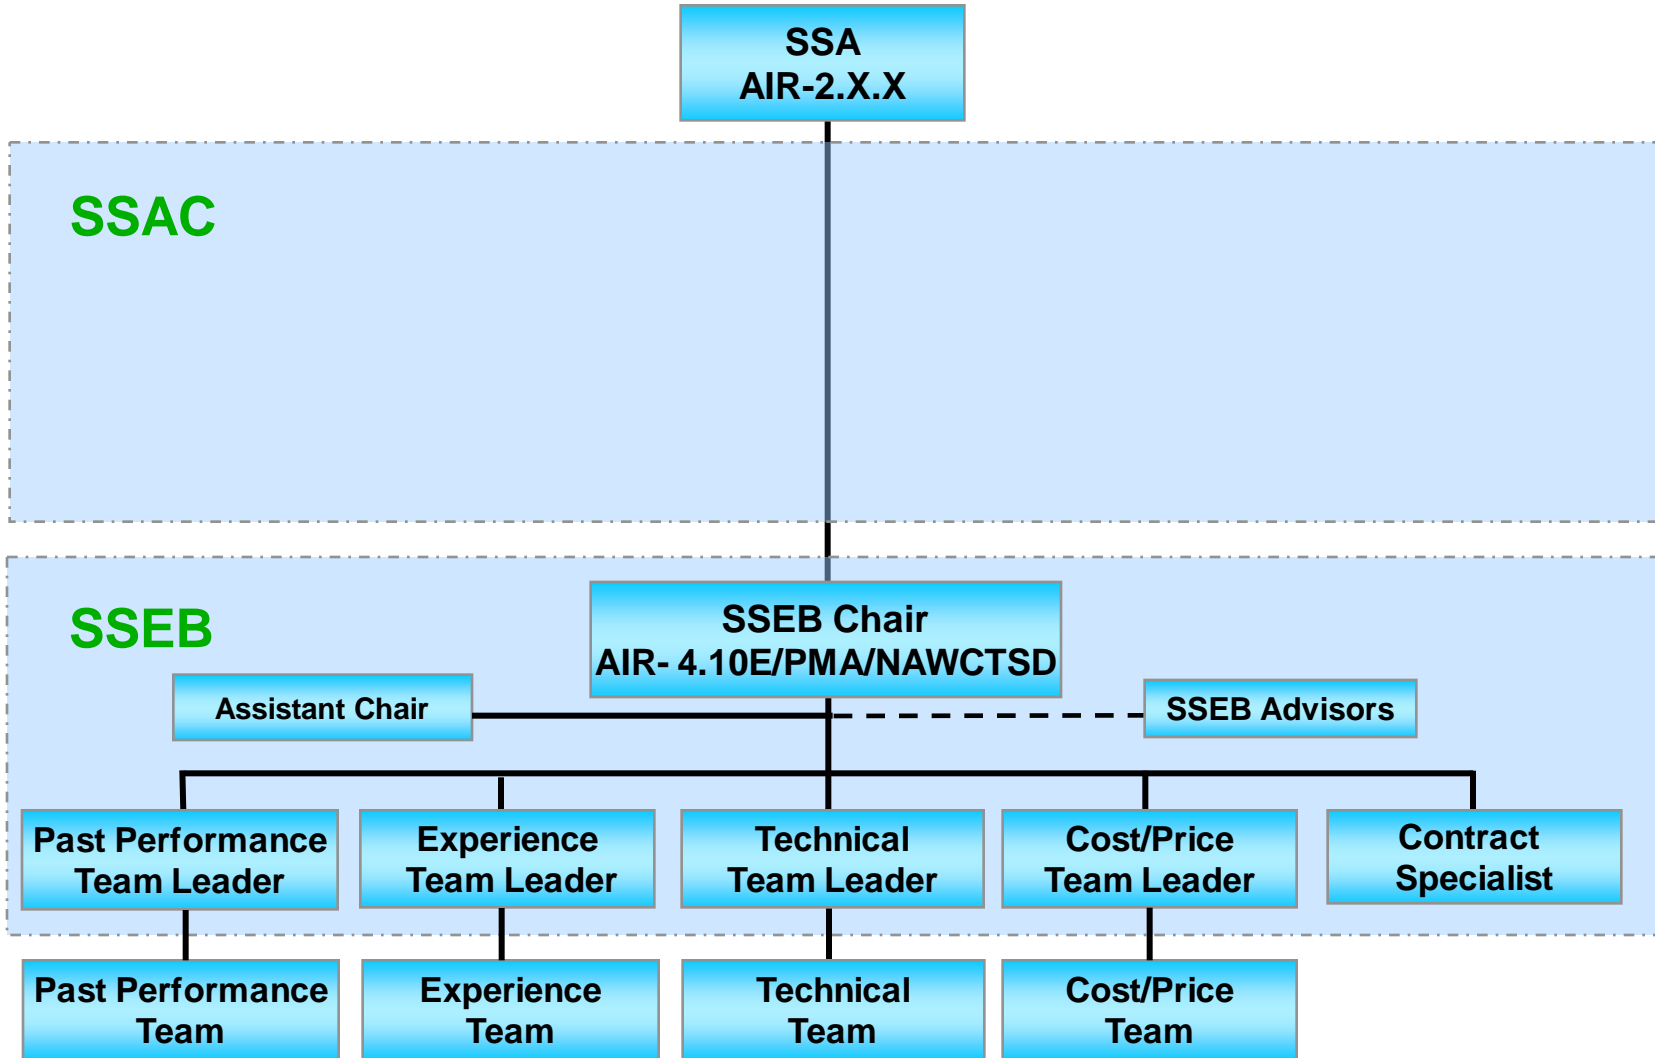 SSA
AIR-2.X.X
SSAC
SSEB
SSEB Chair
AIR- 4.10E/PMA/NAWCTSD
Assistant Chair
SSEB Advisors
Past Performance
Team Leader
Experience
Team Leader
Technical
Team Leader
Cost/Price
Team Leader
Contract
Specialist
Past Performance
Team
Experience
Team
Technical
Team
Cost/Price
Team